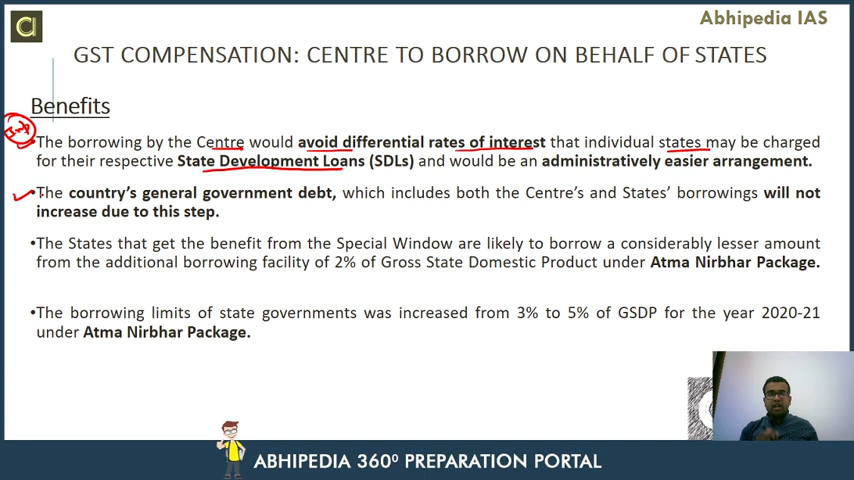 Abhipedia IAS
GST COMPENSATION: CENTRE TO BORROW ON BEHALF OF STATES
Benefits
Imp
•The borrowing by the Centre would avoid differential rates of interest that individual states may be charged
for their respective State Development Loans (SDLs) and would be an administratively easier arrangement.
•The country's general government debt, which includes both the Centre's and States' borrowings will not
increase due to this step.
•The States that get the benefit from the Special Window are likely to borrow a considerably lesser amount
from the additional borrowing facility of 2% of Gross State Domestic Product under Atma Nirbhar Package.
•The borrowing limits of state governments was increased from 3% to 5% of GSDP for the year 2020-21
under Atma Nirbhar Package.
ABHIPEDIA 360⁰ PREPARATION PORTAL